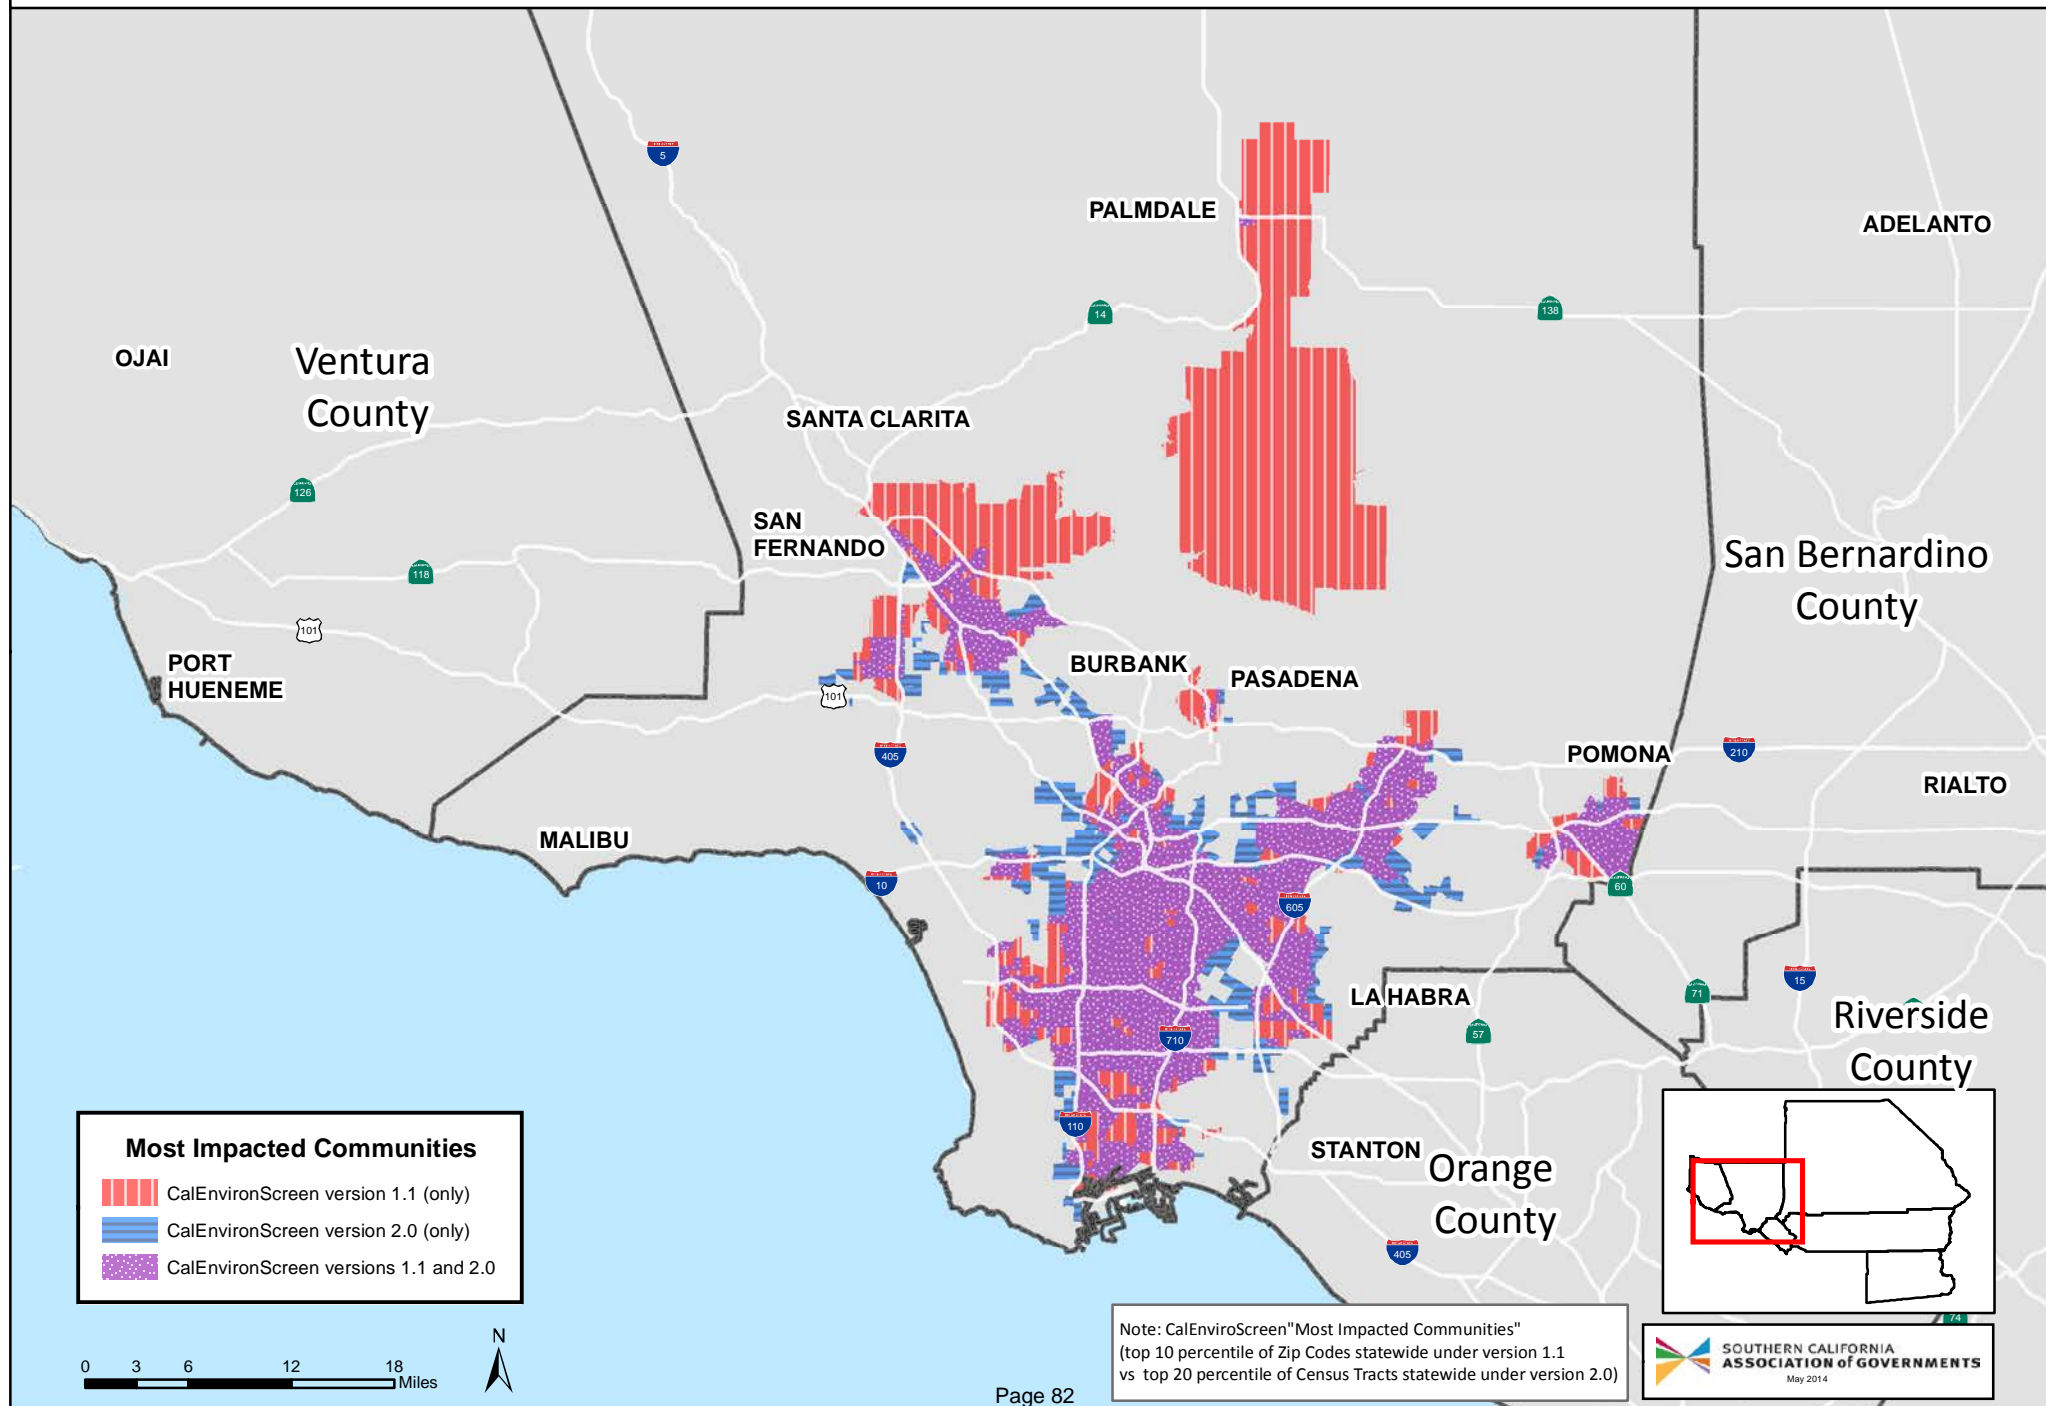 5
PALMDALE
ADELANTO
14
138
OJAI
Ventura
County
SANTA CLARITA
126
SAN
FERNANDO
118
San Bernardino
County
101
PORT
HUENEME
BURBANK
PASADENA
101
405
POMONA
210
RIALTO
MALIBU
10
60
605
LA HABRA
71
15
57
Riverside
County
710
110
STANTON
Orange
County
405
74
Most Impacted Communities
CalEnvironScreen version 1.1 (only)
CalEnvironScreen version 2.0 (only)
CalEnvironScreen versions 1.1 and 2.0
N
0 3 6 12 18
Miles
Note: CalEnviroScreen"Most Impacted Communities"
(top 10 percentile of Zip Codes statewide under version 1.1
vs top 20 percentile of Census Tracts statewide under version 2.0)
SOUTHERN CALIFORNIA
ASSOCIATION of GOVERNMENTS
May 2014
Page 82